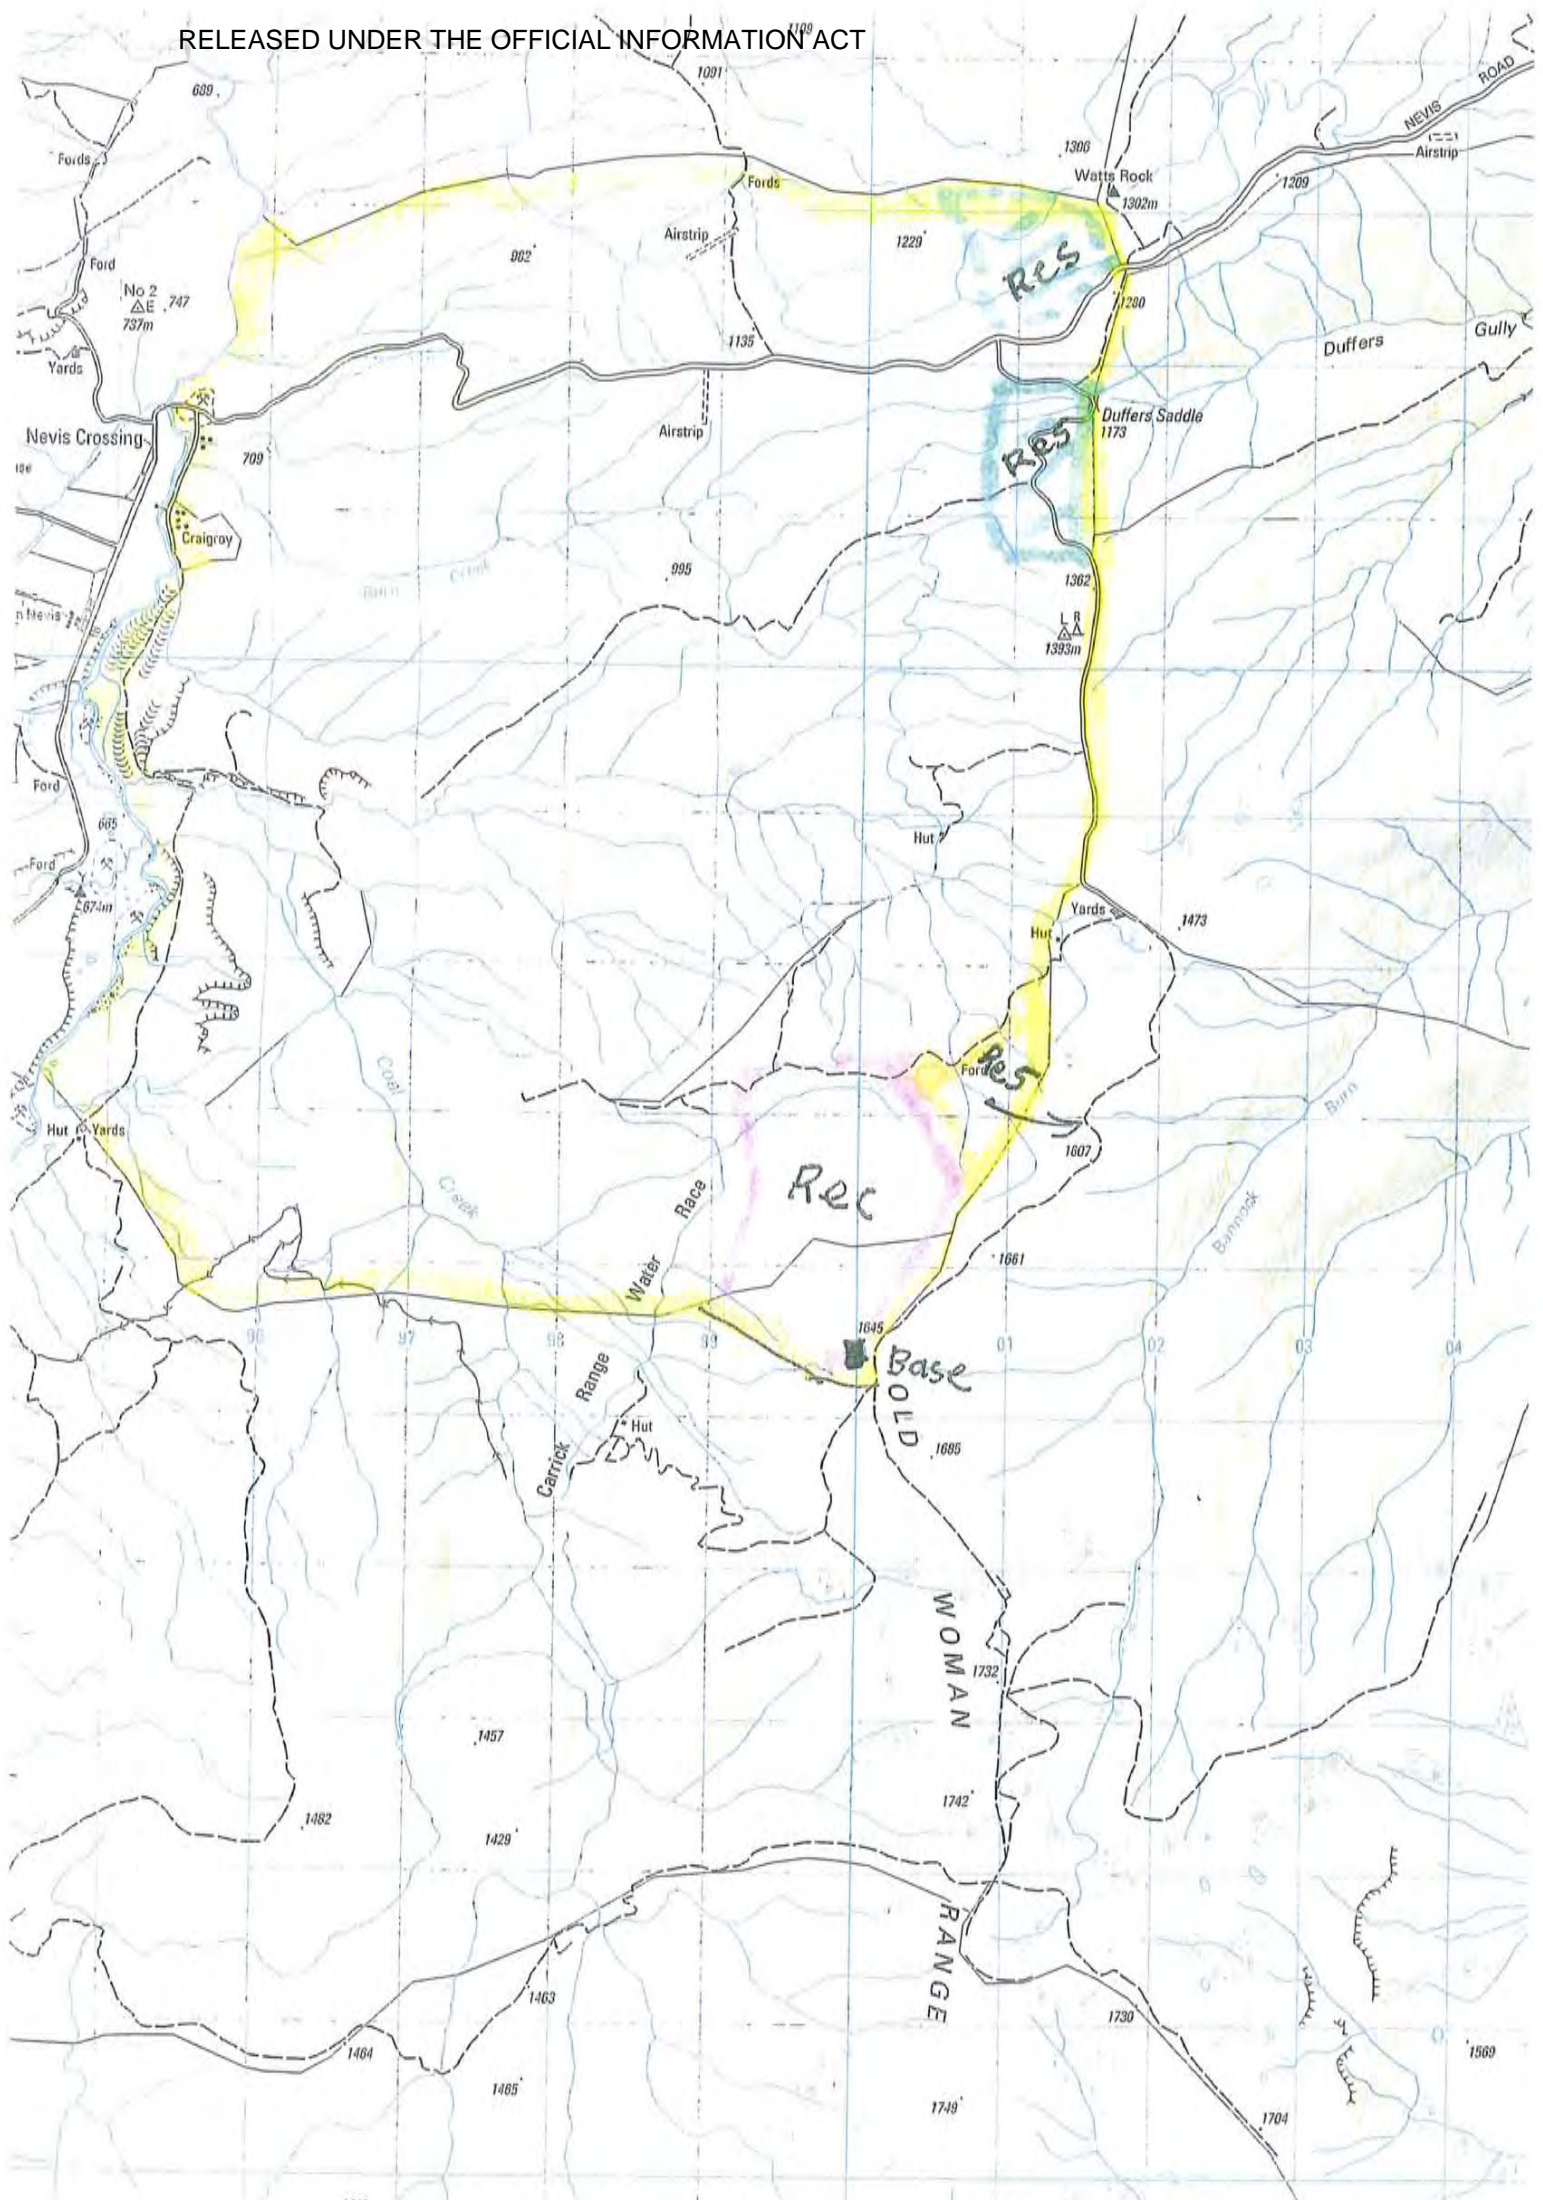 RELEASED UNDER THE OFFICIAL INFORMATION ACT
1109
1091
689
NEVIS ROAD
Airstrip
Fords
1306
Watts Rock
1302m
1209
Fords
Airstrip
1229
962
Res
Ford
No 2
E
747
737m
1280
Duffers Gully
1135
Yards
Duffers Saddle
1173
Nevis Crossing
Airstrip
Res
709
Craigroy
Creek
995
1362
L R
1393m
n Nevis
Ford
665
Hut
Ford
674m
Yards
1473
Hut
Coal Creek
Ford
Res
Burn
Hut
Yards
1607
Rec
Race
Bannock
Water
1661
1645
96
97
98
99
01
02
03
04
Base
Range
Carrick
Hut
OLD
1685
WOMAN
1732
1457
1742
1482
1429
RANGE
1463
1730
1464
1569
1465
1749
1704